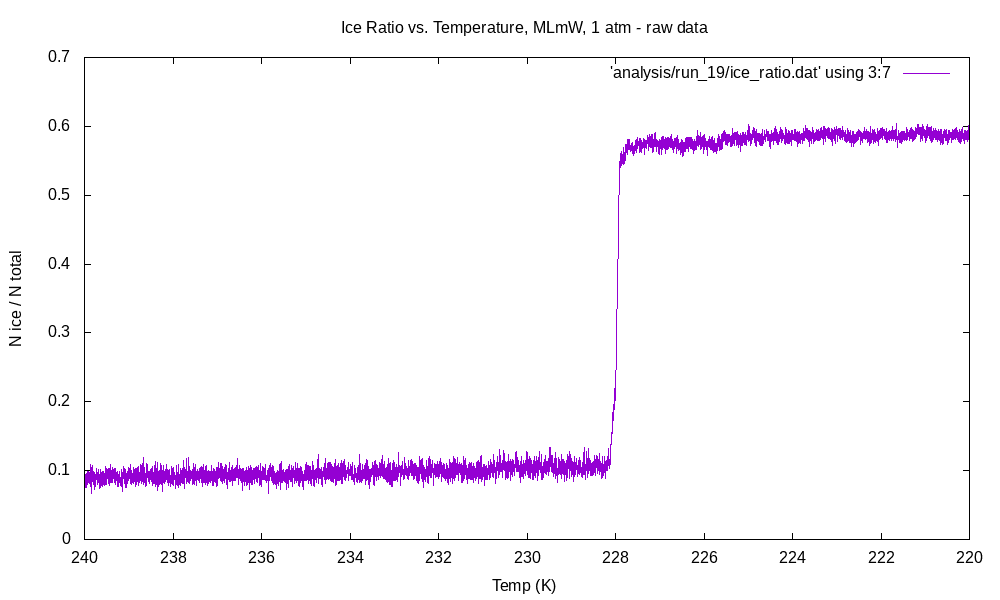 Ice Ratio vs. Temperature, MLmW, 1 atm - raw data
'analysis/run_19/ice_ratio.dat' using 3:7
N ice / N total
0.7
0.6
0.5
0.4
0.3
0.2
0.1
0
240 238 236 234 232 230 228 226 224 222 220
Temp (K)